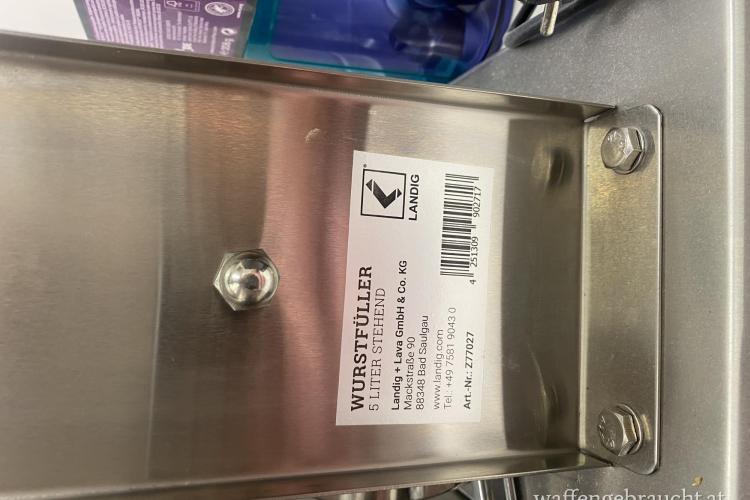 LANDIG
WURSTFÜLLER
5 LITER STEHEND
Landig + Lava GmbH & Co. KG
Mackstraße 90
88348 Bad Saulgau
www.landig.com
Tel.: +49 7581 9043 0
Art.-Nr.: Z77027
4 251309 902717
waffengebraucht.at